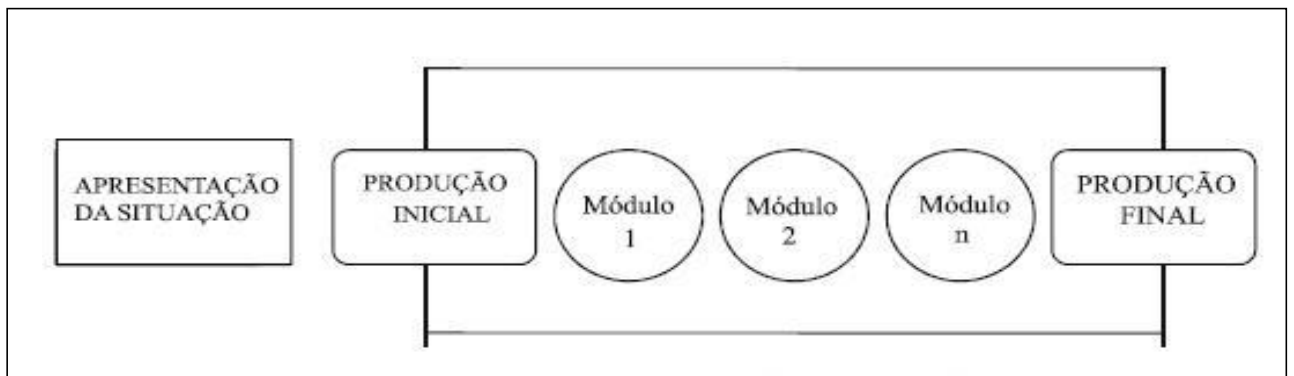 APRESENTAÇÃO
DA SITUAÇÃO
PRODUÇÃO
INICIAL
Módulo
1
Módulo
2
Módulo
n
PRODUÇÃO
FINAL